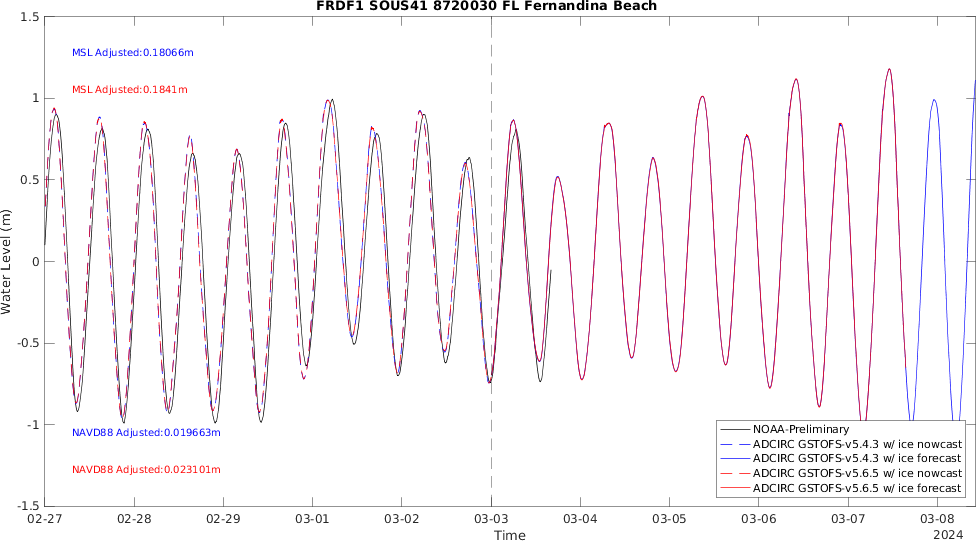 FRDF1 SOUS41 8720030 FL Fernandina Beach
1.5
MSL Adjusted:0.18066m
MSL Adjusted:0.1841m
1
0.5
0
-0.5
-1
-1.5
Water Level (m)
NAVD88 Adjusted:0.019663m
NAVD88 Adjusted:0.023101m
NOAA-Preliminary
ADCIRC GSTOFS-v5.4.3 w/ ice nowcast
ADCIRC GSTOFS-v5.4.3 w/ ice forecast
ADCIRC GSTOFS-v5.6.5 w/ ice nowcast
ADCIRC GSTOFS-v5.6.5 w/ ice forecast
02-27 02-28 02-29 03-01 03-02 03-03 03-04 03-05 03-06 03-07 03-08
Time
2024